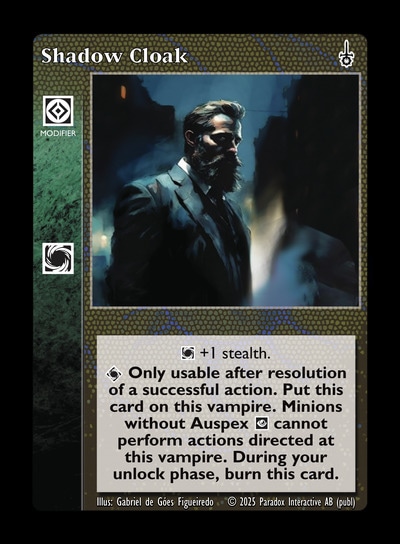 Shadow Cloak
MODIFIER
+1 stealth.
Only usable after resolution
of a successful action. Put this
card on this vampire. Minions
without Auspex cannot
perform actions directed at
this vampire. During your
unlock phase, burn this card.
Illus: Gabriel de Góes Figueiredo © 2025 Paradox Interactive AB (publ)